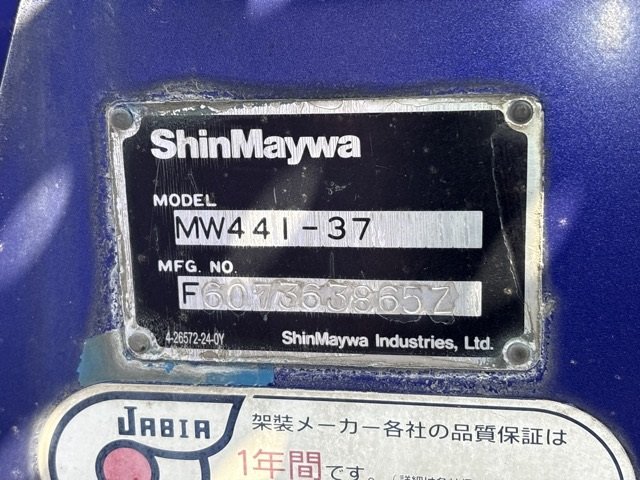 ShinMaywa
MODEL
MW441-37
MFG. NO.
F607363865Z
4-26572-24-0Y
ShinMaywa Industries, Ltd.
JABIA
架装メーカー各社の品質保証は
1年間です。